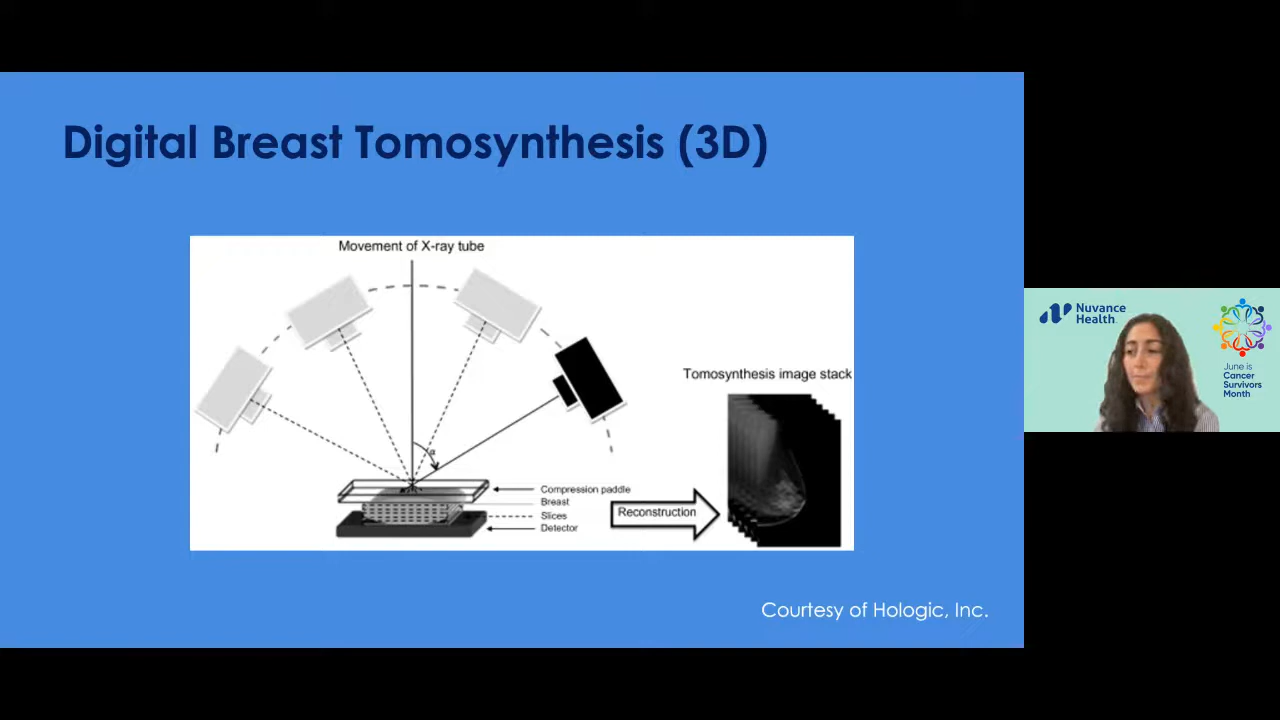 Digital Breast Tomosynthesis (3D)
Movement of X-ray tube
α
Compression paddle
Breast
Slices
Detector
Reconstruction
Tomosynthesis image stack
Courtesy of Hologic, Inc.
Nuvance
Health
June is
Cancer
Survivors
Month